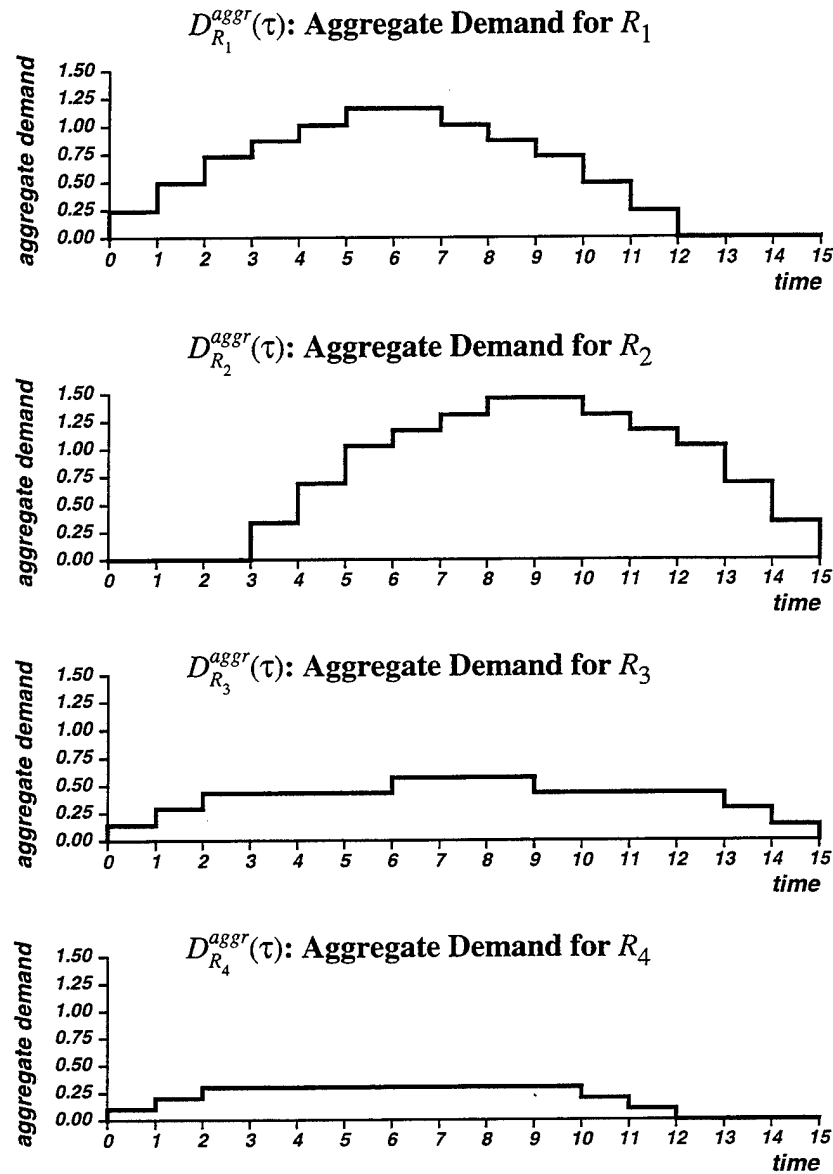 D_{R_1}^{aggr}(τ): Aggregate Demand for R_1
aggregate demand
1.50
1.25
1.00
0.75
0.50
0.25
0.00
0 1 2 3 4 5 6 7 8 9 10 11 12 13 14 15
time
D_{R_2}^{aggr}(τ): Aggregate Demand for R_2
aggregate demand
1.50
1.25
1.00
0.75
0.50
0.25
0.00
0 1 2 3 4 5 6 7 8 9 10 11 12 13 14 15
time
D_{R_3}^{aggr}(τ): Aggregate Demand for R_3
aggregate demand
1.50
1.25
1.00
0.75
0.50
0.25
0.00
0 1 2 3 4 5 6 7 8 9 10 11 12 13 14 15
time
D_{R_4}^{aggr}(τ): Aggregate Demand for R_4
aggregate demand
1.50
1.25
1.00
0.75
0.50
0.25
0.00
0 1 2 3 4 5 6 7 8 9 10 11 12 13 14 15
time